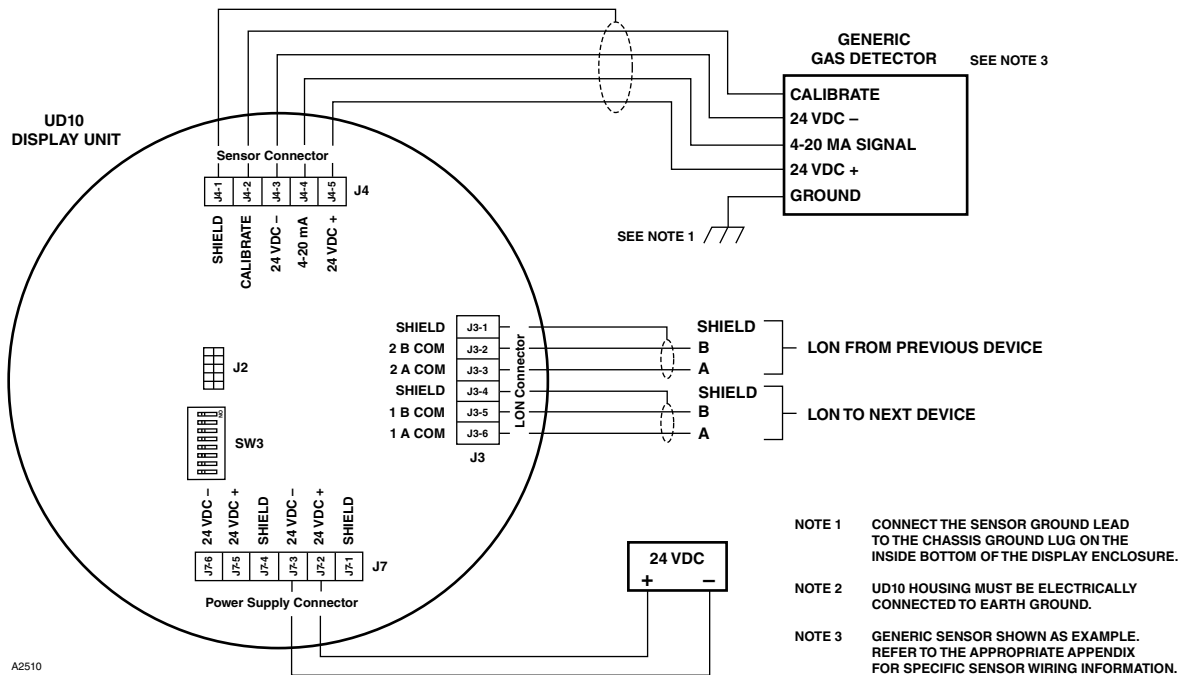 GENERIC
GAS DETECTOR
SEE NOTE 3
CALIBRATE
24 VDC –
4-20 MA SIGNAL
24 VDC +
GROUND
SEE NOTE 1
UD10
DISPLAY UNIT
Sensor Connector
J4-1
J4-2
J4-3
J4-4
J4-5
J4
SHIELD
CALIBRATE
24 VDC –
4-20 mA
24 VDC +
SHIELD
2 B COM
2 A COM
SHIELD
1 B COM
1 A COM
J3-1
J3-2
J3-3
J3-4
J3-5
J3-6
J3
LON Connector
SHIELD
B
A
LON FROM PREVIOUS DEVICE
SHIELD
B
A
LON TO NEXT DEVICE
J2
ON
SW3
24 VDC –
24 VDC +
SHIELD
24 VDC –
24 VDC +
SHIELD
J7-6
J7-5
J7-4
J7-3
J7-2
J7-1
J7
Power Supply Connector
24 VDC
+ –
NOTE 1 CONNECT THE SENSOR GROUND LEAD
TO THE CHASSIS GROUND LUG ON THE
INSIDE BOTTOM OF THE DISPLAY ENCLOSURE.
NOTE 2 UD10 HOUSING MUST BE ELECTRICALLY
CONNECTED TO EARTH GROUND.
NOTE 3 GENERIC SENSOR SHOWN AS EXAMPLE.
REFER TO THE APPROPRIATE APPENDIX
FOR SPECIFIC SENSOR WIRING INFORMATION.
A2510